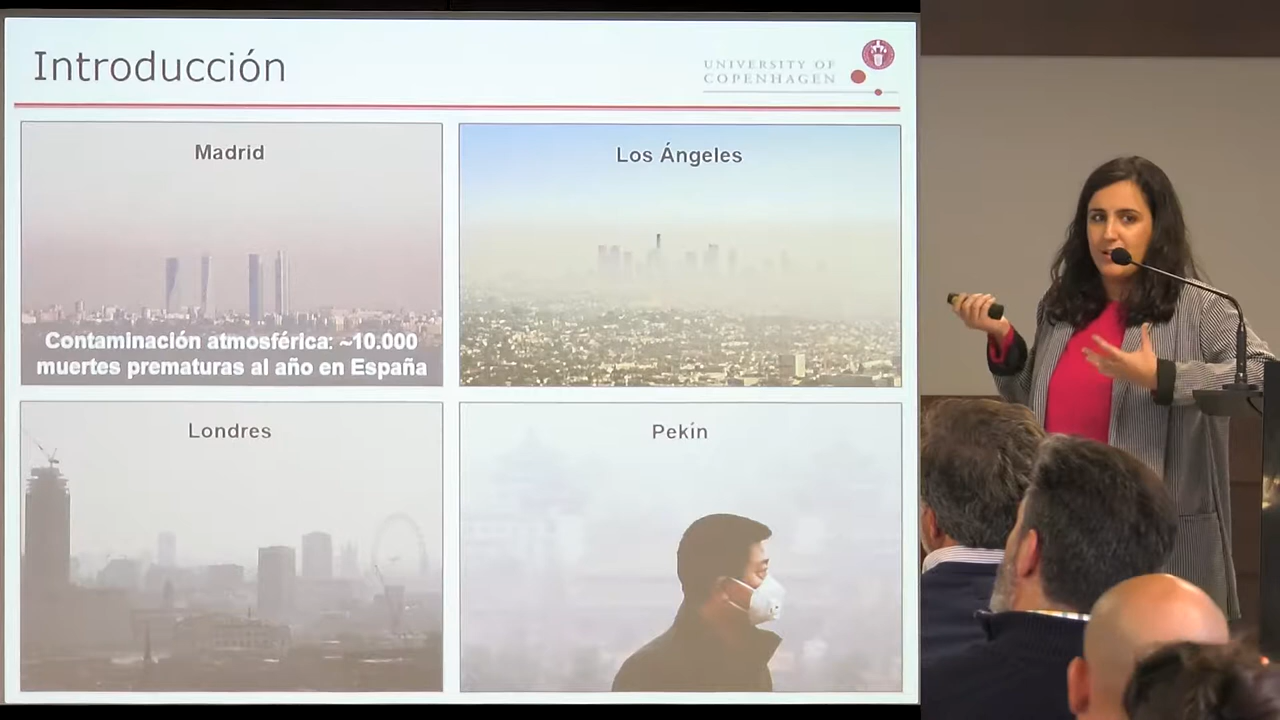 Introducción
UNIVERSITY OF
COPENHAGEN
Madrid
Contaminación atmosférica: ~10.000
muertes prematuras al año en España
Los Ángeles
Londres
Pekín